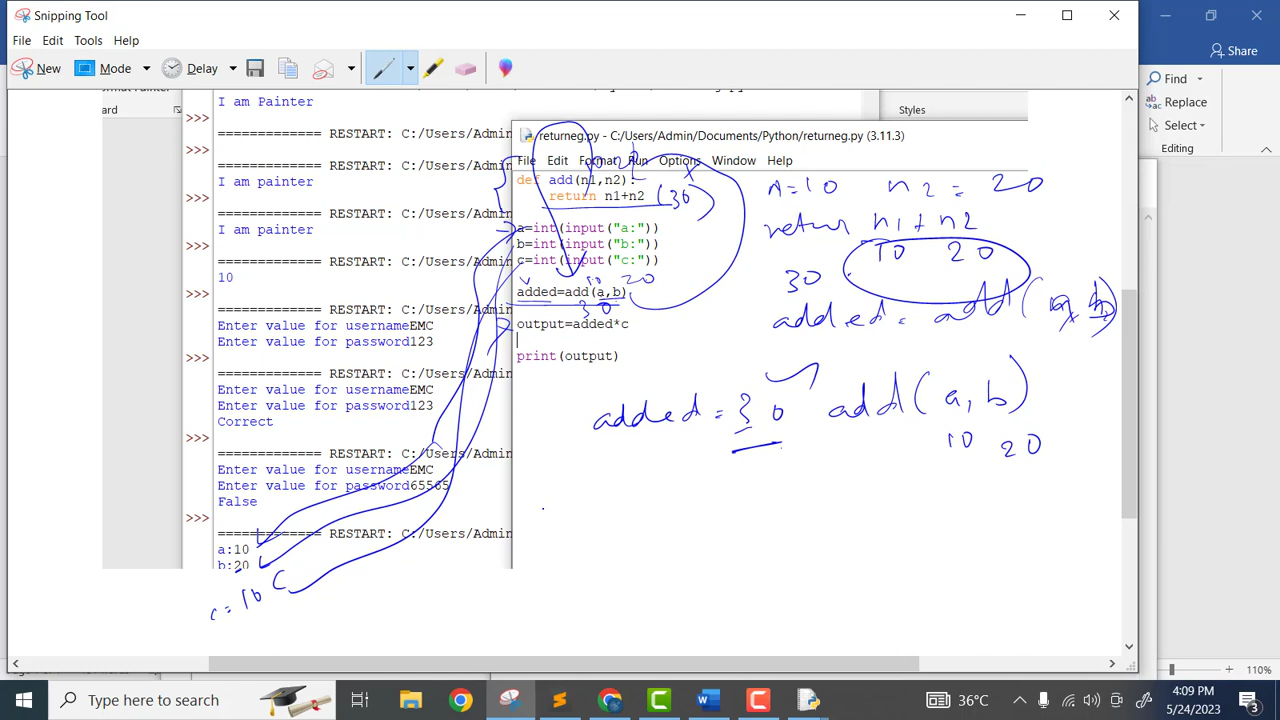 Snipping Tool
File Edit Tools Help
Share
New Mode Delay
Find
Replace
Select
Editing
Styles
I am Painter
>>>
============= RESTART: C:/Users/Admin
>>>
I am painter
============= RESTART: C:/Users/Admin
>>>
I am painter
============= RESTART: C:/Users/Admin
>>>
10
>>>
============= RESTART: C:/Users/Admin
Enter value for usernameEMC
Enter value for password123
>>>
============= RESTART: C:/Users/Admin
Enter value for usernameEMC
Enter value for password123
Correct
>>>
============= RESTART: C:/Users/Admin
Enter value for usernameEMC
Enter value for password65565
False
>>>
============= RESTART: C:/Users/Admin
a:10
b:20
C
c=10
returneg.py - C:/Users/Admin/Documents/Python/returneg.py (3.11.3)
File Edit Format Run Options Window Help
def add(n1,n2):
return n1+n2 (30)
a=int(input("a:"))
b=int(input("b:"))
c=int(input("c:"))
10 20
added=add(a,b)
30
output=added*c
print(output)
n=10 n2=20
return n1+n2
10 20
30
added= add(a, b)
added = 30 add(a, b)
10 20
110%
Type here to search
36°C
4:09 PM
5/24/2023
3